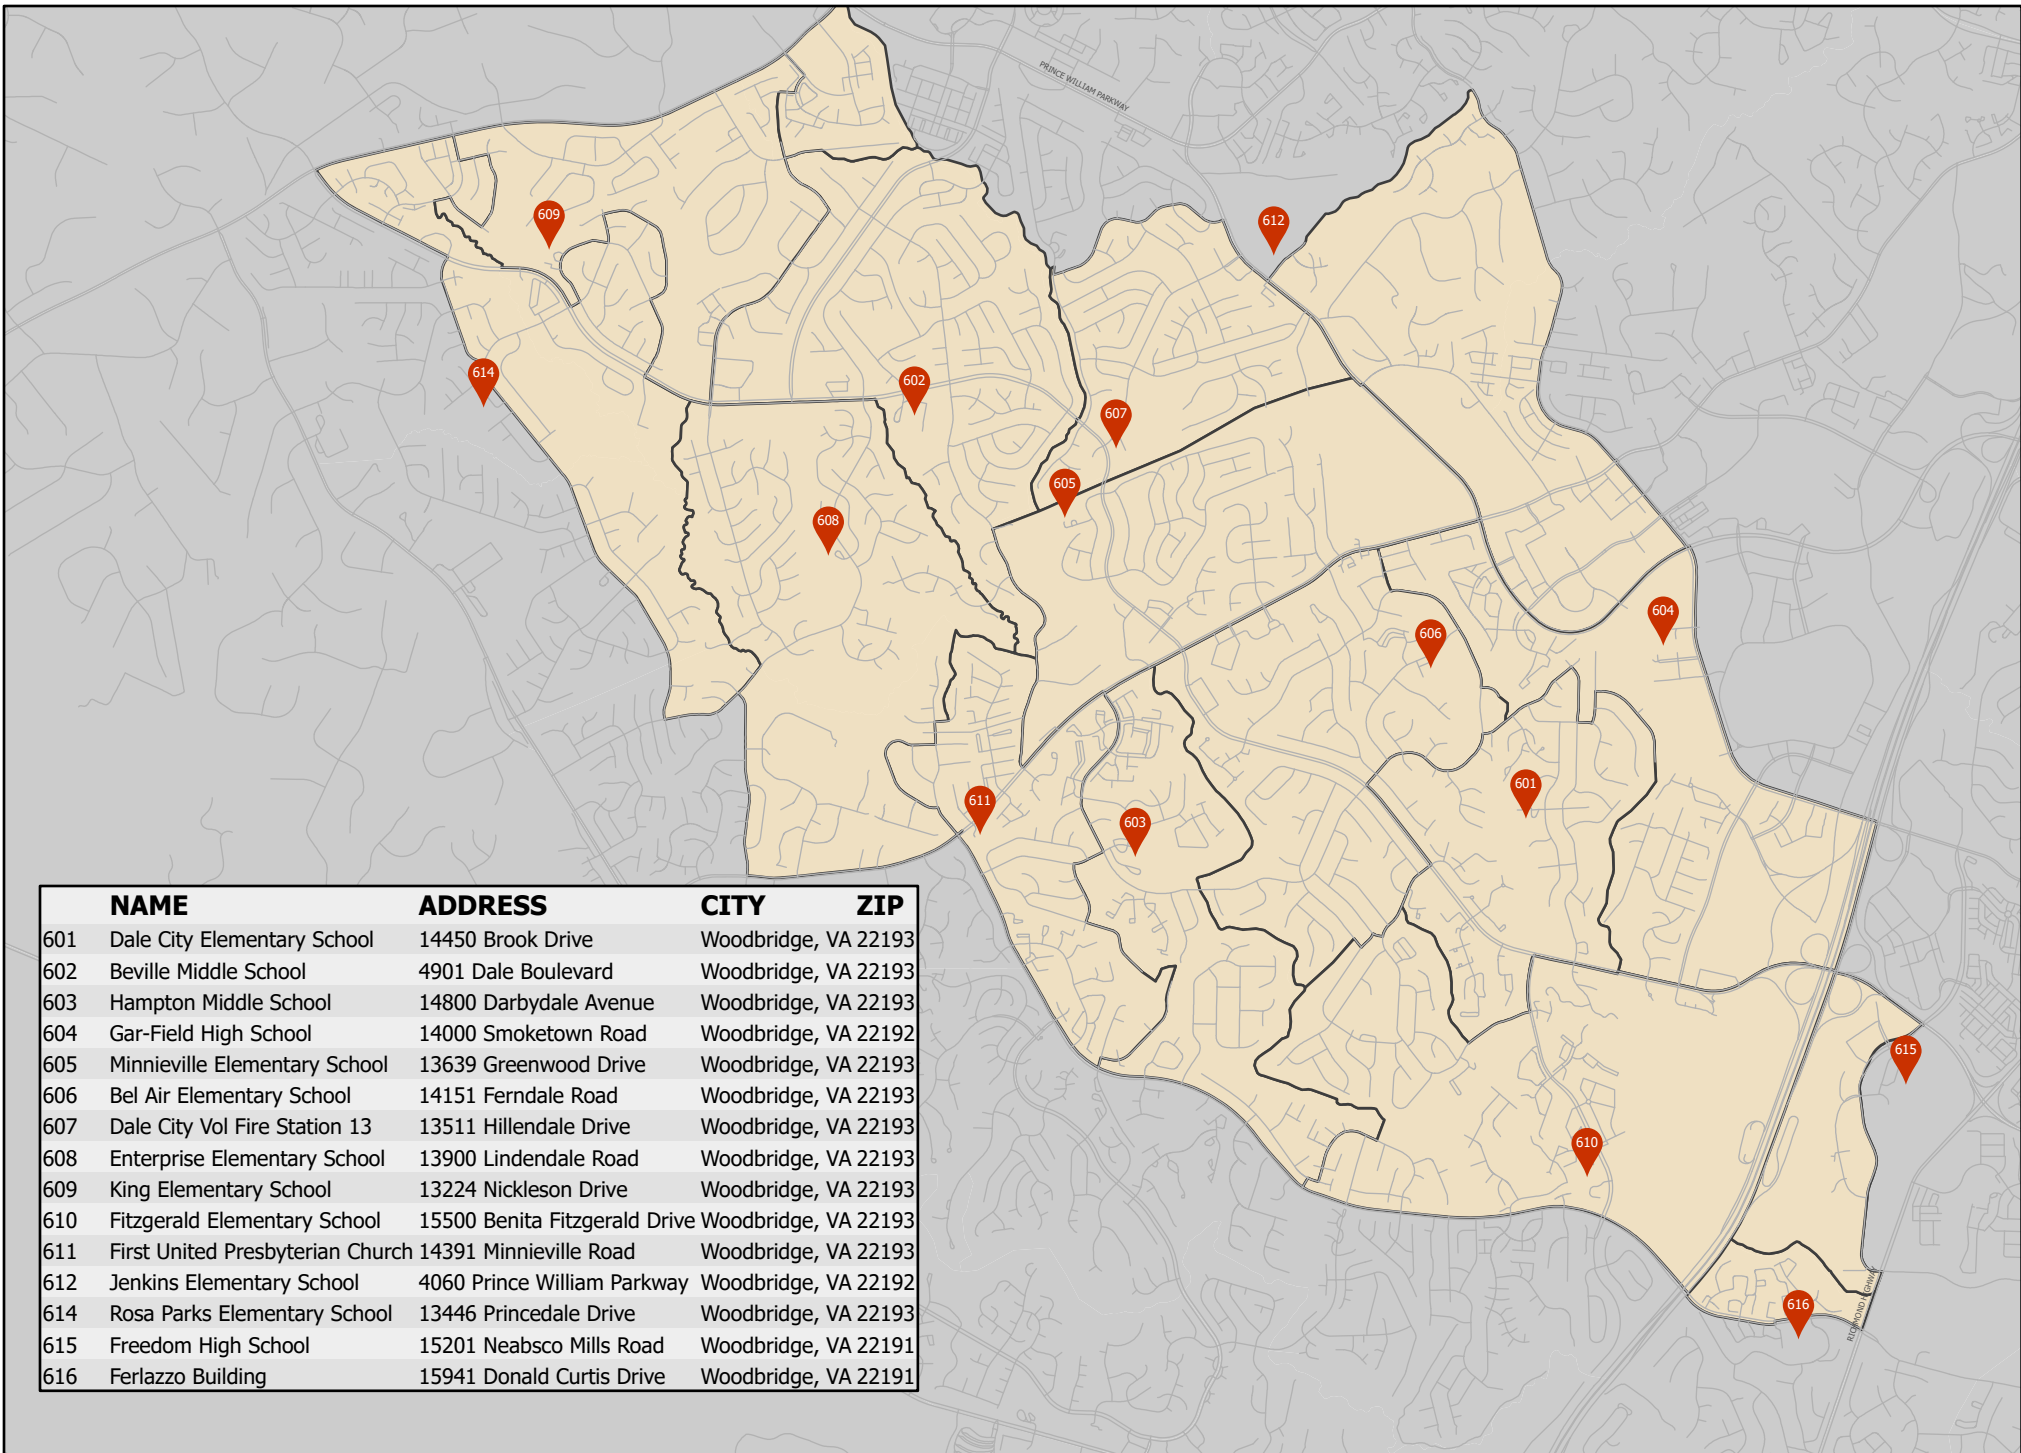 PRINCE WILLIAM PARKWAY
609
612
614
602
607
605
608
604
606
601
611
603
615
610
616
RICHMOND HIGHWAY
NAME ADDRESS CITY ZIP
601 Dale City Elementary School 14450 Brook Drive Woodbridge, VA 22193
602 Beville Middle School 4901 Dale Boulevard Woodbridge, VA 22193
603 Hampton Middle School 14800 Darbydale Avenue Woodbridge, VA 22193
604 Gar-Field High School 14000 Smoketown Road Woodbridge, VA 22192
605 Minnieville Elementary School 13639 Greenwood Drive Woodbridge, VA 22193
606 Bel Air Elementary School 14151 Ferndale Road Woodbridge, VA 22193
607 Dale City Vol Fire Station 13 13511 Hillendale Drive Woodbridge, VA 22193
608 Enterprise Elementary School 13900 Lindendale Road Woodbridge, VA 22193
609 King Elementary School 13224 Nickleson Drive Woodbridge, VA 22193
610 Fitzgerald Elementary School 15500 Benita Fitzgerald Drive Woodbridge, VA 22193
611 First United Presbyterian Church 14391 Minnieville Road Woodbridge, VA 22193
612 Jenkins Elementary School 4060 Prince William Parkway Woodbridge, VA 22192
614 Rosa Parks Elementary School 13446 Princedale Drive Woodbridge, VA 22193
615 Freedom High School 15201 Neabsco Mills Road Woodbridge, VA 22191
616 Ferlazzo Building 15941 Donald Curtis Drive Woodbridge, VA 22191